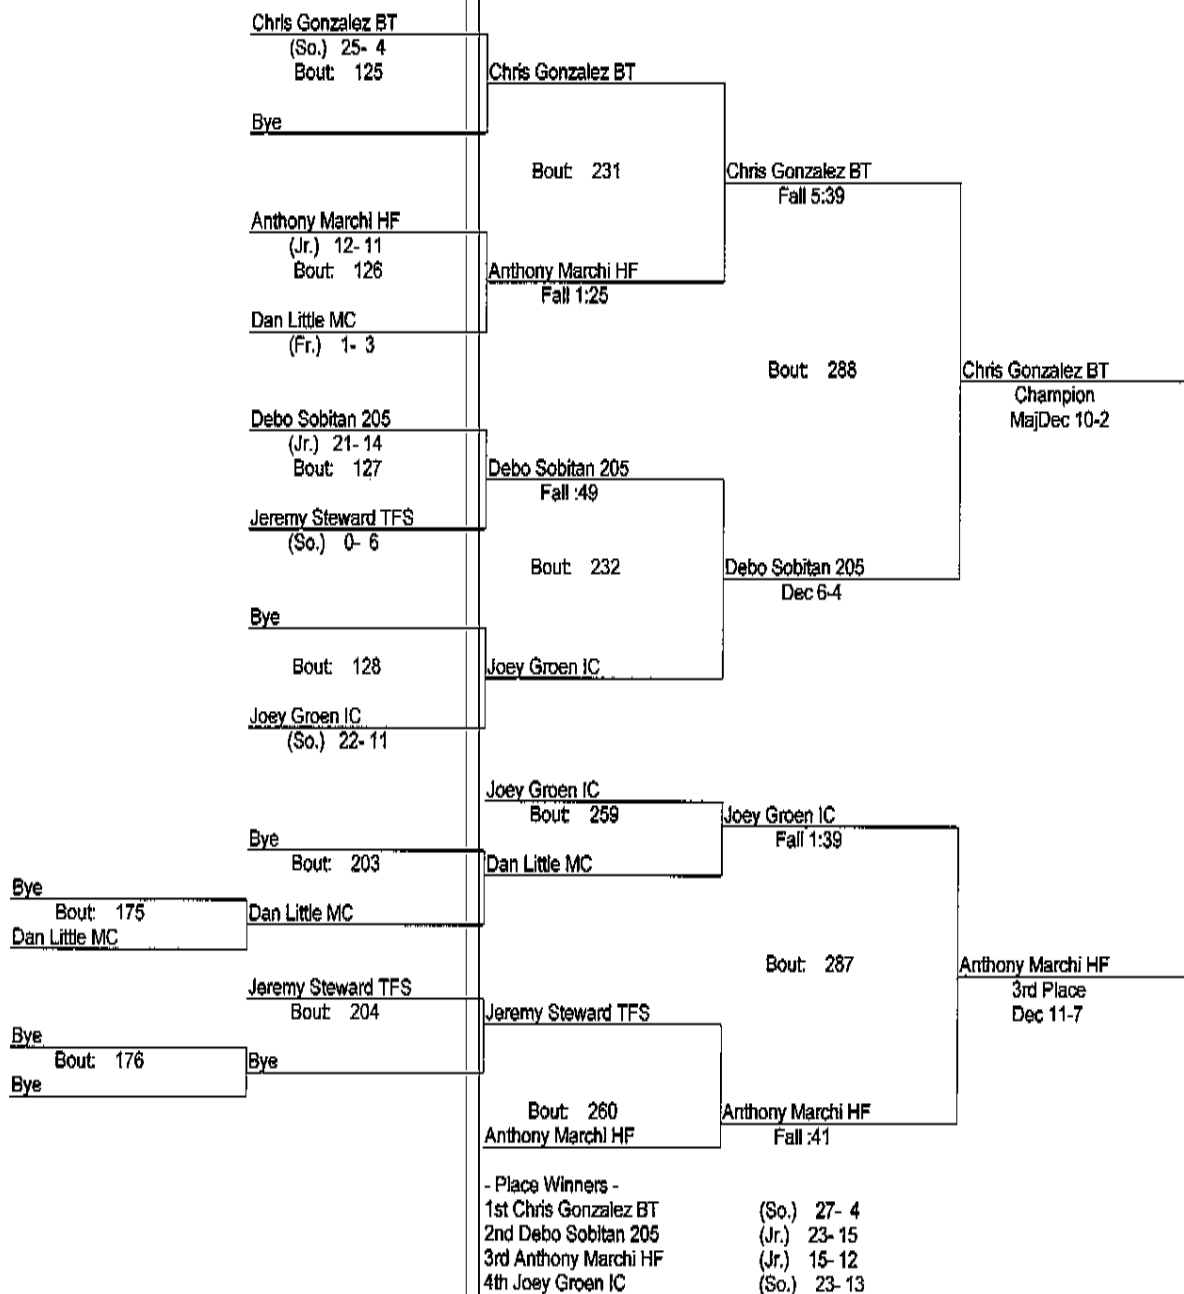 Chris Gonzalez BT
(So.) 25- 4
Bout: 125
Chris Gonzalez BT
Bye
Bout: 231
Chris Gonzalez BT
Fall 5:39
Anthony Marchi HF
(Jr.) 12- 11
Bout: 126
Anthony Marchi HF
Fall 1:25
Dan Little MC
(Fr.) 1- 3
Bout: 288
Chris Gonzalez BT
Champion
MajDec 10-2
Debo Sobitan 205
(Jr.) 21- 14
Bout: 127
Debo Sobitan 205
Fall :49
Jeremy Steward TFS
(So.) 0- 6
Bout: 232
Debo Sobitan 205
Dec 6-4
Bye
Bout: 128
Joey Groen IC
Joey Groen IC
(So.) 22- 11
Joey Groen IC
Bout: 259
Joey Groen IC
Fall 1:39
Bye
Bout: 203
Dan Little MC
Bye
Bout: 175
Dan Little MC
Dan Little MC
Bout: 287
Anthony Marchi HF
3rd Place
Dec 11-7
Jeremy Steward TFS
Bout: 204
Jeremy Steward TFS
Bye
Bout: 176
Bye
Bye
Bout: 260
Anthony Marchi HF
Fall :41
Anthony Marchi HF
- Place Winners -
1st Chris Gonzalez BT (So.) 27- 4
2nd Debo Sobitan 205 (Jr.) 23- 15
3rd Anthony Marchi HF (Jr.) 15- 12
4th Joey Groen IC (So.) 23- 13